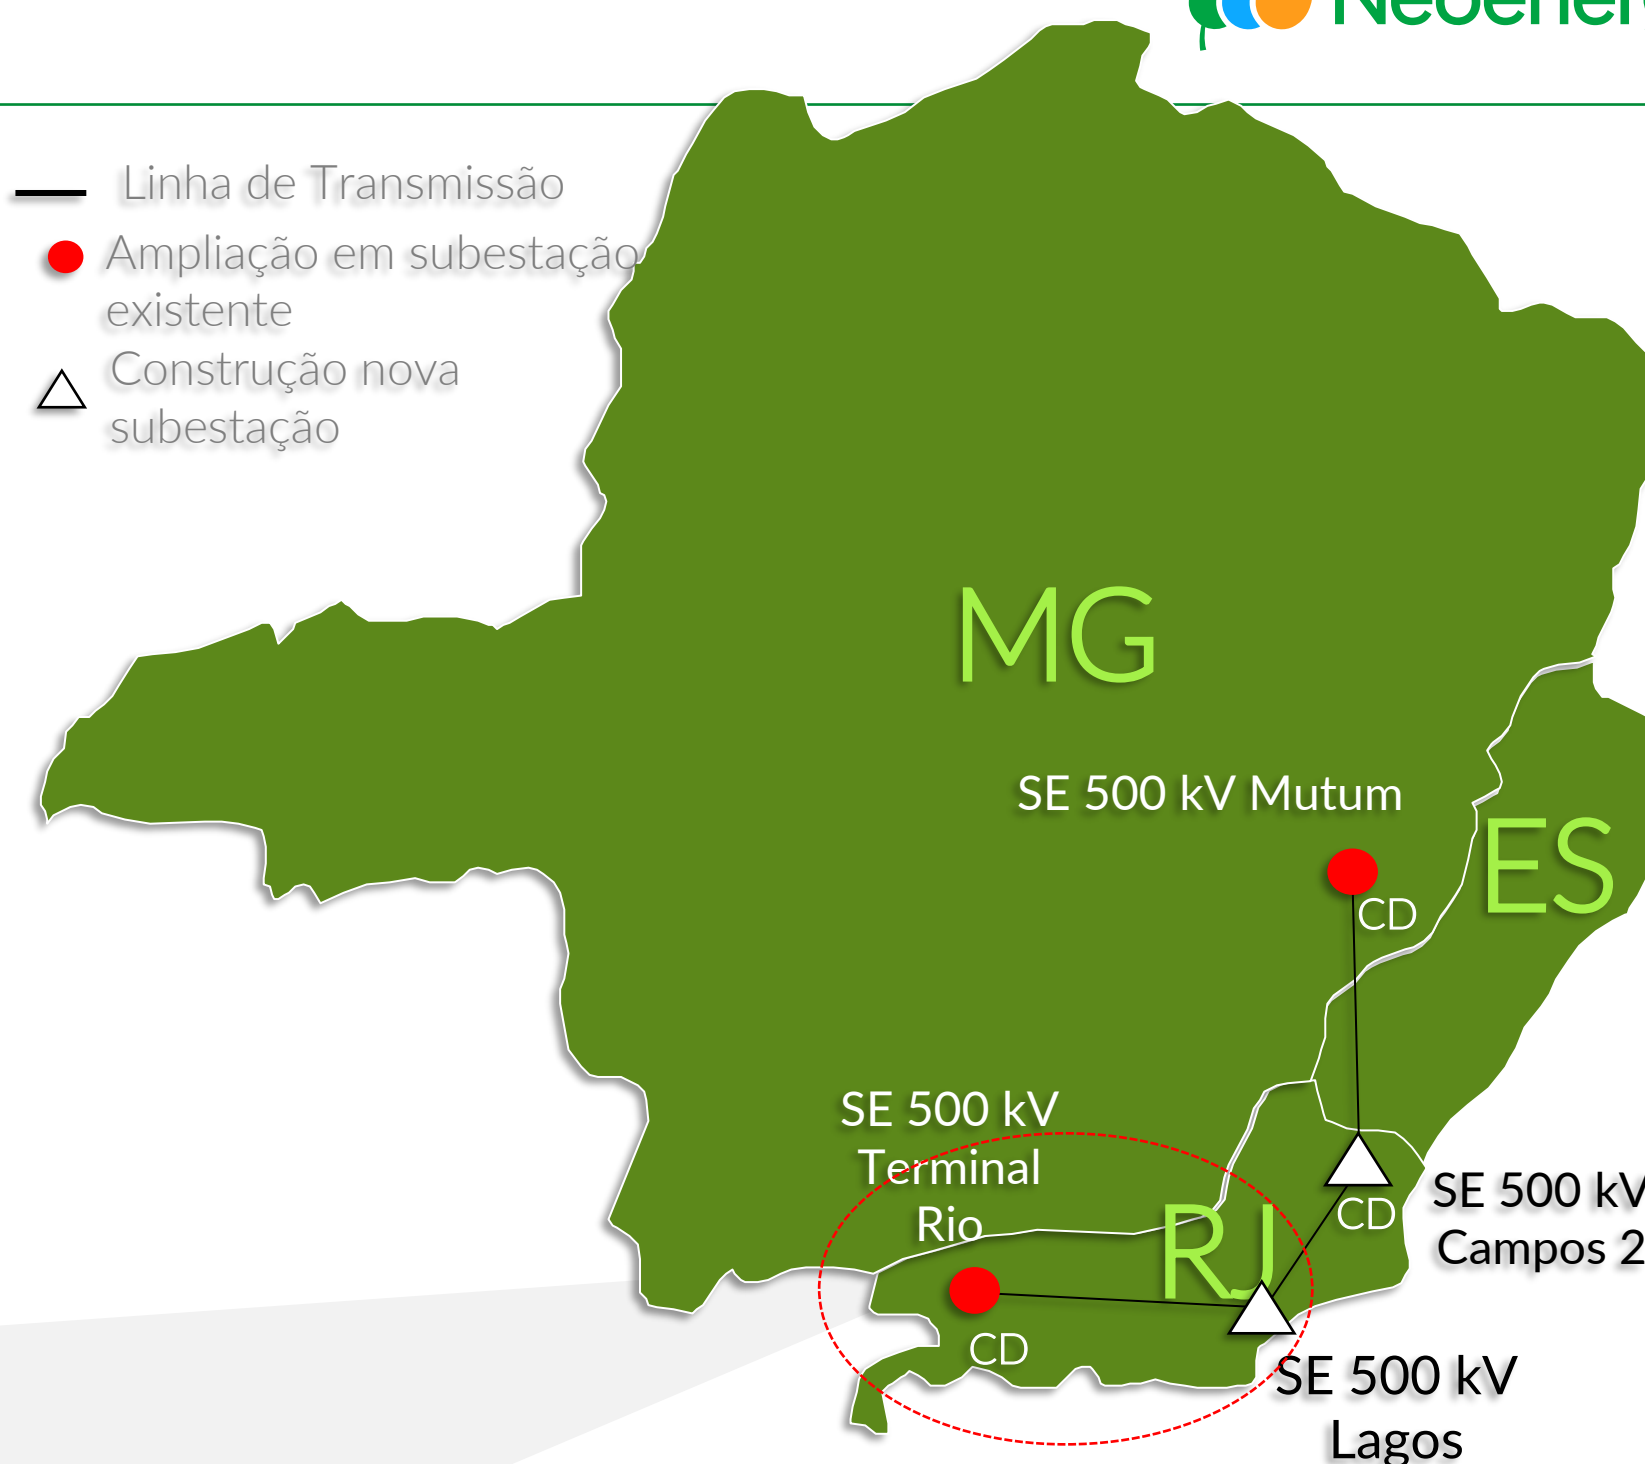 Linha de Transmissão
Ampliação em subestação
existente
Construção nova
subestação
MG
SE 500 kV Mutum
ES
CD
SE 500 kV
Terminal
Rio
RJ
CD
SE 500 kV
Campos 2
CD
SE 500 kV
Lagos